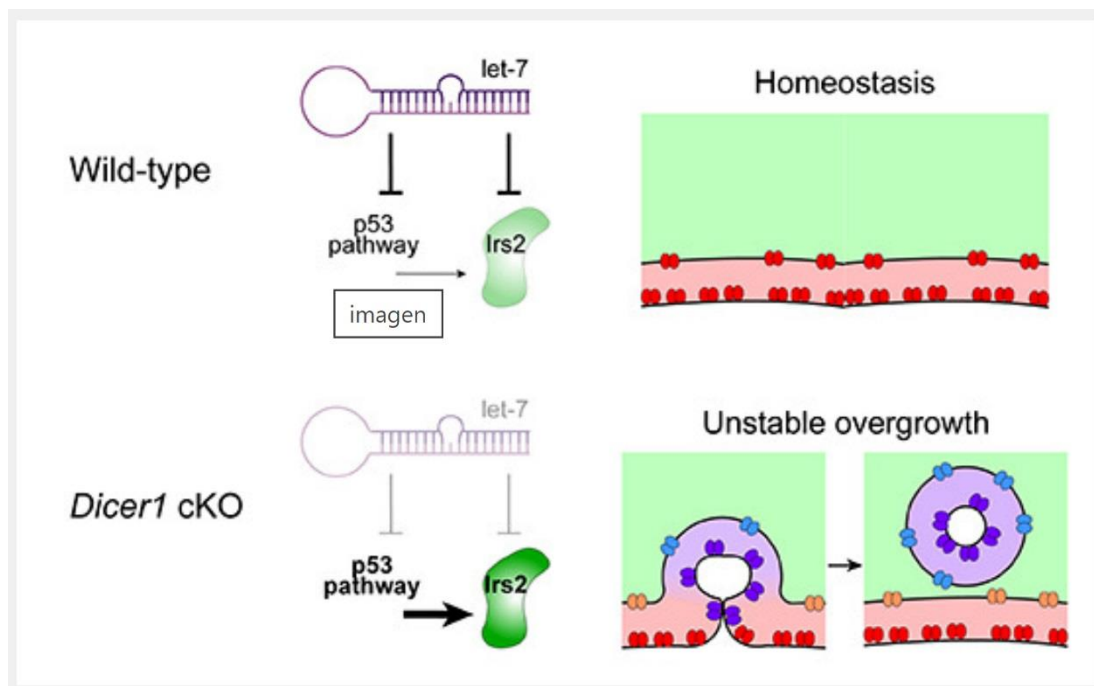 let-7
Homeostasis
Wild-type
p53
pathway
Irs2
imagen
let-7
Unstable overgrowth
Dicer1 cKO
p53
pathway
Irs2